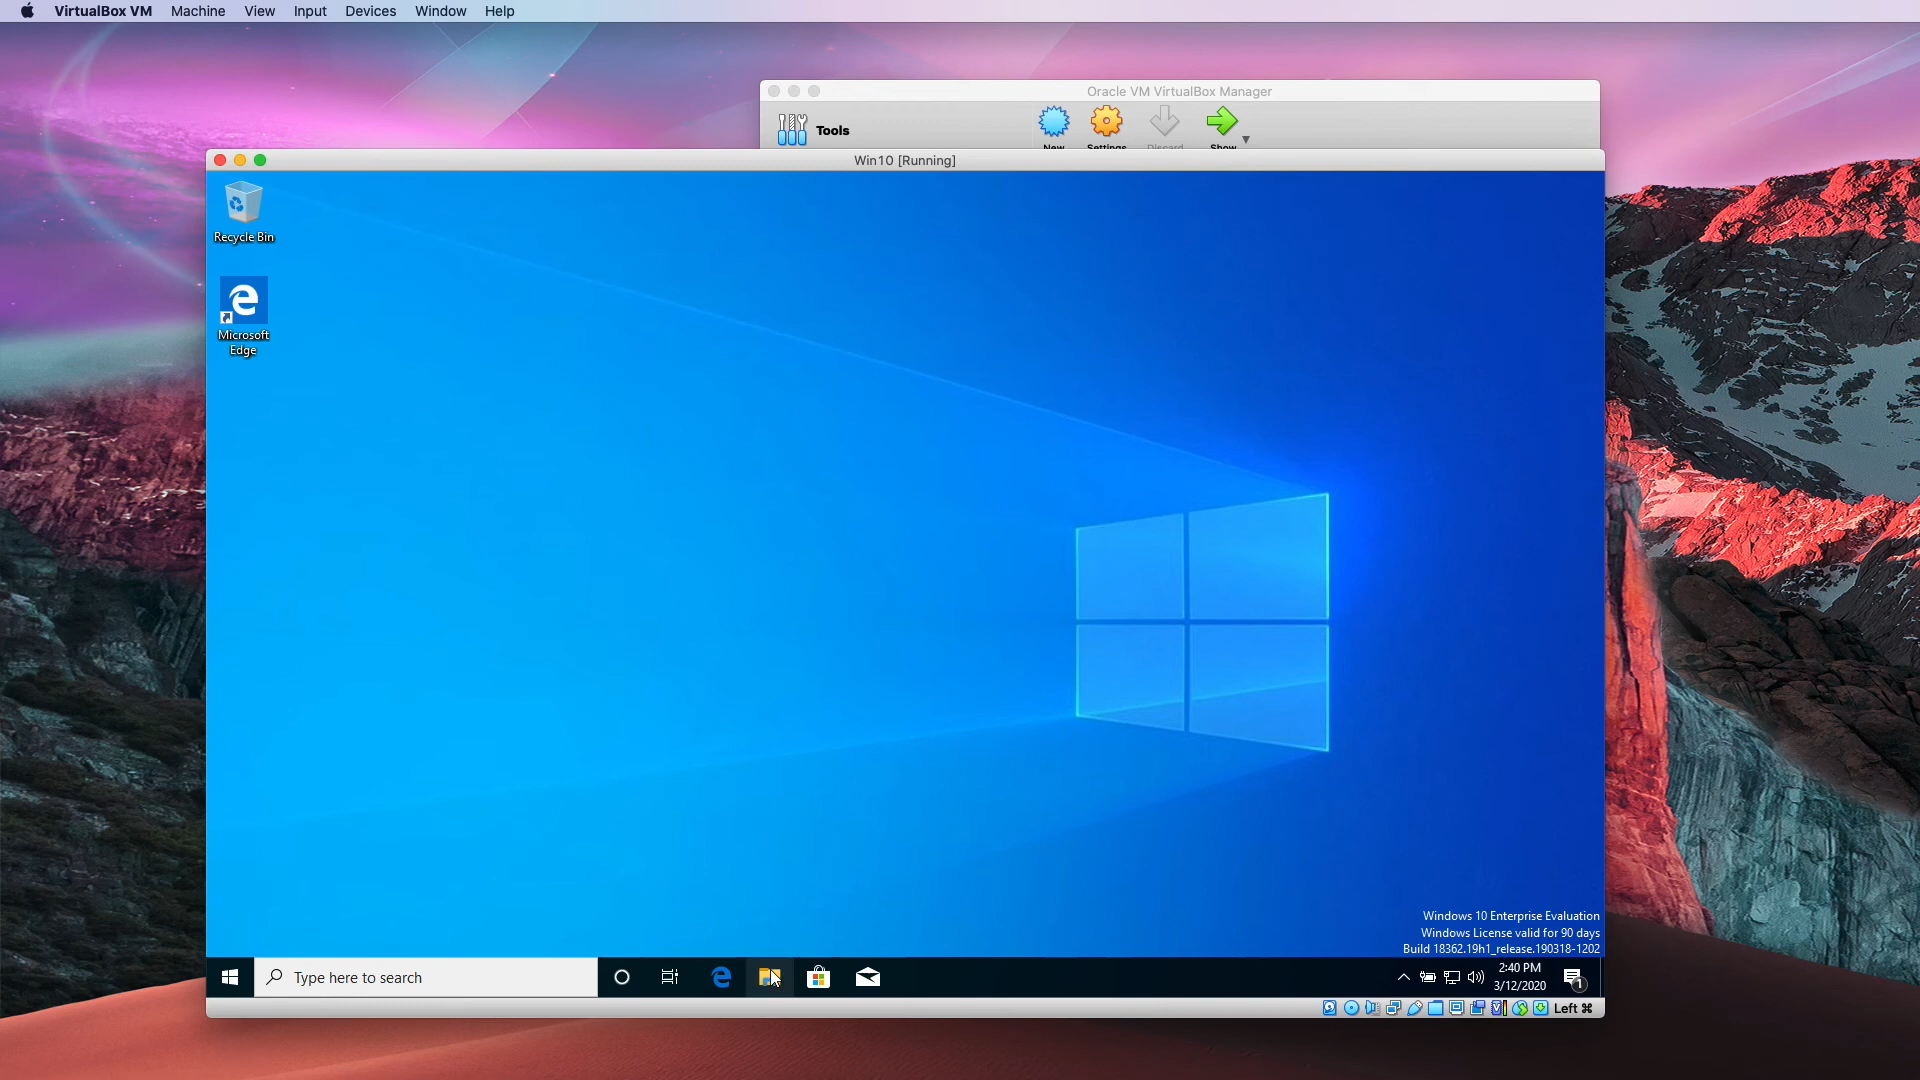 VirtualBox VM Machine View Input Devices Window Help
Oracle VM VirtualBox Manager
Tools
New Settings Discard Show
Win10 [Running]
Recycle Bin
Microsoft
Edge
Windows 10 Enterprise Evaluation
Windows License valid for 90 days
Build 18362.19h1_release.190318-1202
Type here to search
2:40 PM
3/12/2020
1
Left ⌘